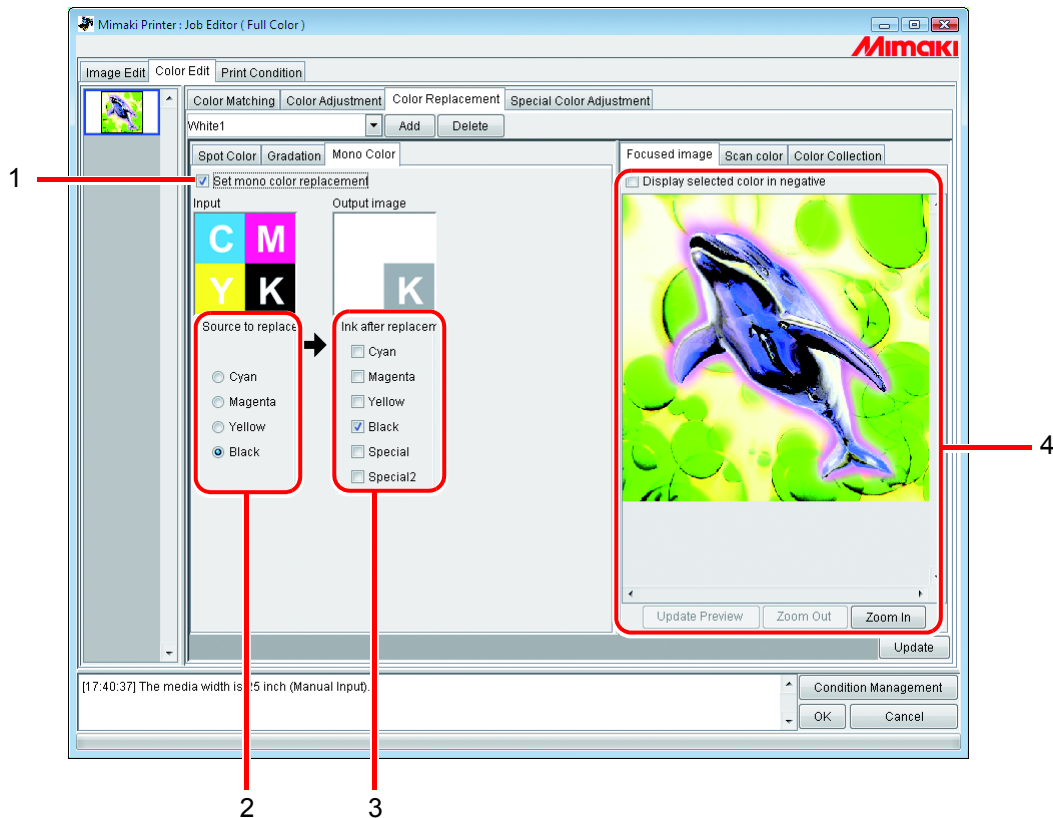 Mimaki Printer : Job Editor ( Full Color )
Mimaki
Image Edit Color Edit Print Condition
Color Matching Color Adjustment Color Replacement Special Color Adjustment
White1 Add Delete
Spot Color Gradation Mono Color
Focused image Scan color Color Collection
1
Set mono color replacement
Display selected color in negative
Input Output image
C M
Y K
K
Source to replace
Ink after replacem
Cyan
Magenta
Yellow
Black
Cyan
Magenta
Yellow
Black
Special
Special2
4
Update Preview Zoom Out Zoom In
Update
[17:40:37] The media width is 25 inch (Manual Input).
Condition Management
OK Cancel
2 3